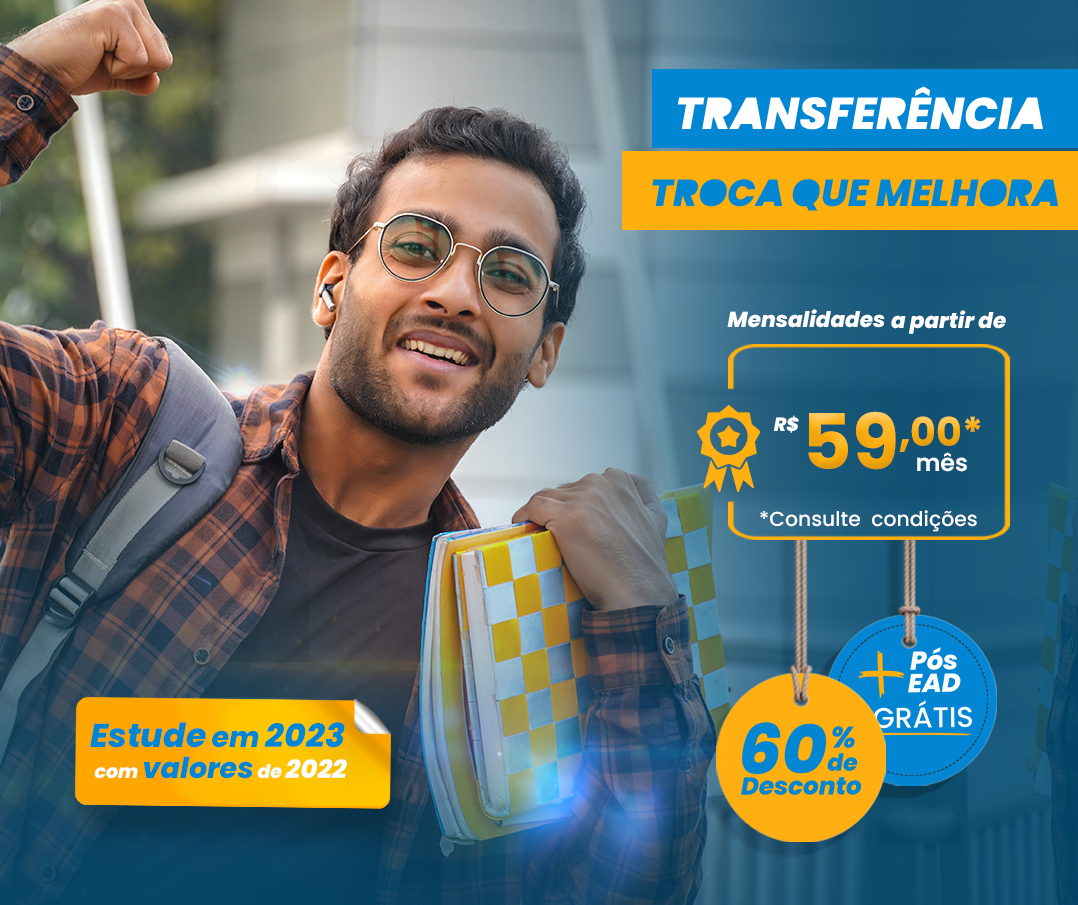 TRANSFERÊNCIA
TROCA QUE MELHORA
Mensalidades a partir de
R$ 59,00*
mês
*Consulte condições
+ Pós
EAD
GRÁTIS
60%
de
Desconto
Estude em 2023
com valores de 2022